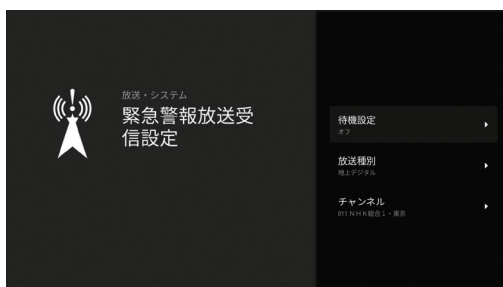 放送・システム
緊急警報放送受
信設定
待機設定
オフ
放送種別
地上デジタル
チャンネル
011 ＮＨＫ総合１・東京